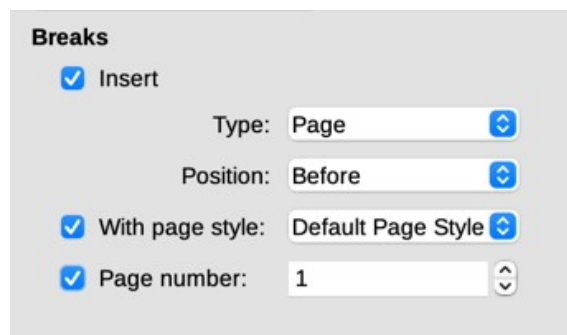 Breaks
Insert
Type: Page
Position: Before
With page style: Default Page Style
Page number: 1